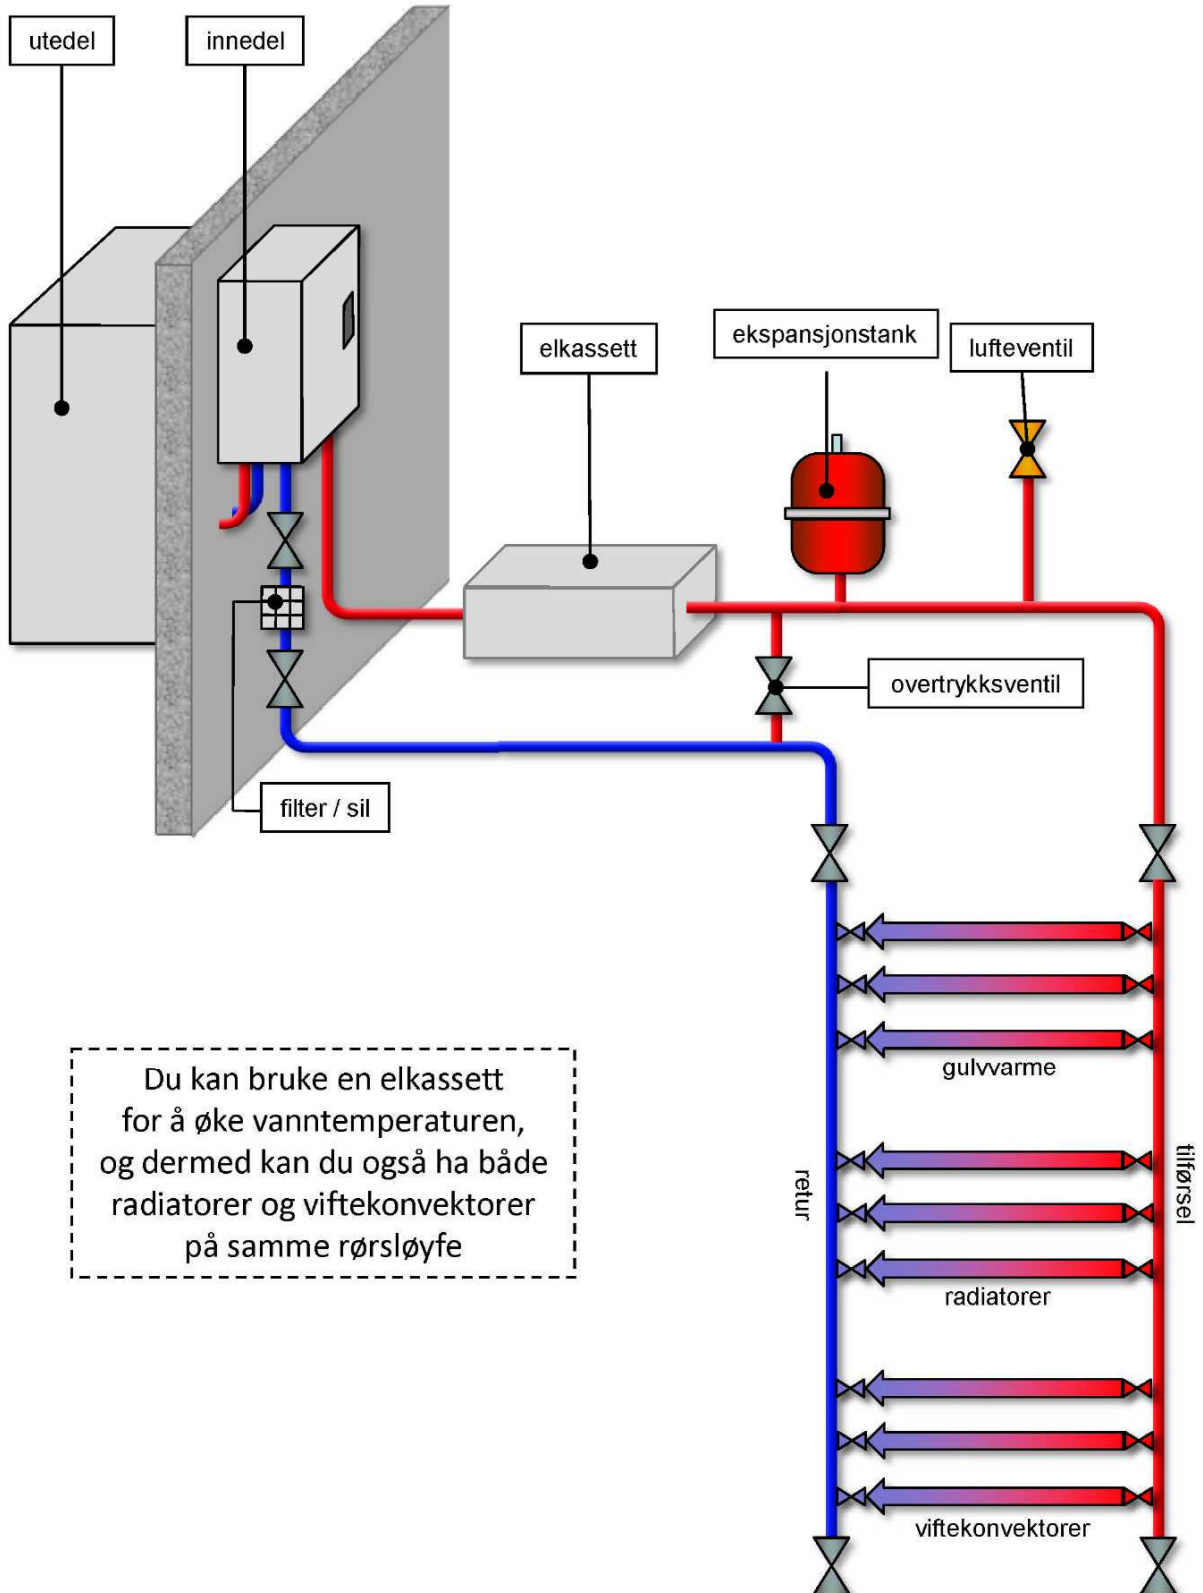 utedel
innedel
elkassett
ekspansjonstank
lufteventil
overtrykksventil
filter / sil
gulvvarme
Du kan bruke en elkassett
for å øke vanntemperaturen,
og dermed kan du også ha både
radiatorer og viftekonvektorer
på samme rørsløyfe
retur
tilførsel
radiatorer
viftekonvektorer